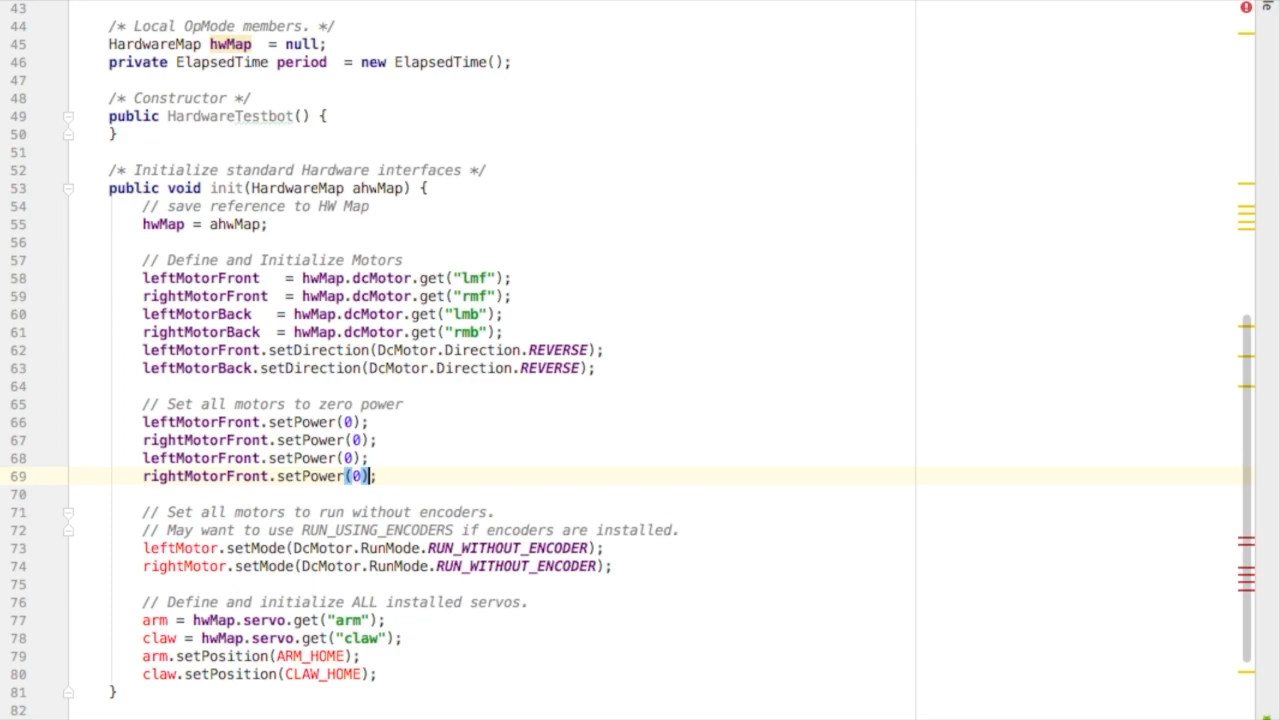 43
44 /* Local OpMode members. */
45 HardwareMap hwMap = null;
46 private ElapsedTime period = new ElapsedTime();
47
48 /* Constructor */
49 public HardwareTestbot() {
50 }
51
52 /* Initialize standard Hardware interfaces */
53 public void init(HardwareMap ahwMap) {
54 // save reference to HW Map
55 hwMap = ahwMap;
56
57 // Define and Initialize Motors
58 leftMotorFront = hwMap.dcMotor.get("lmf");
59 rightMotorFront = hwMap.dcMotor.get("rmf");
60 leftMotorBack = hwMap.dcMotor.get("lmb");
61 rightMotorBack = hwMap.dcMotor.get("rmb");
62 leftMotorFront.setDirection(DcMotor.Direction.REVERSE);
63 leftMotorBack.setDirection(DcMotor.Direction.REVERSE);
64
65 // Set all motors to zero power
66 leftMotorFront.setPower(0);
67 rightMotorFront.setPower(0);
68 leftMotorFront.setPower(0);
69 rightMotorFront.setPower(0);
70
71 // Set all motors to run without encoders.
72 // May want to use RUN_USING_ENCODERS if encoders are installed.
73 leftMotor.setMode(DcMotor.RunMode.RUN_WITHOUT_ENCODER);
74 rightMotor.setMode(DcMotor.RunMode.RUN_WITHOUT_ENCODER);
75
76 // Define and initialize ALL installed servos.
77 arm = hwMap.servo.get("arm");
78 claw = hwMap.servo.get("claw");
79 arm.setPosition(ARM_HOME);
80 claw.setPosition(CLAW_HOME);
81 }
82